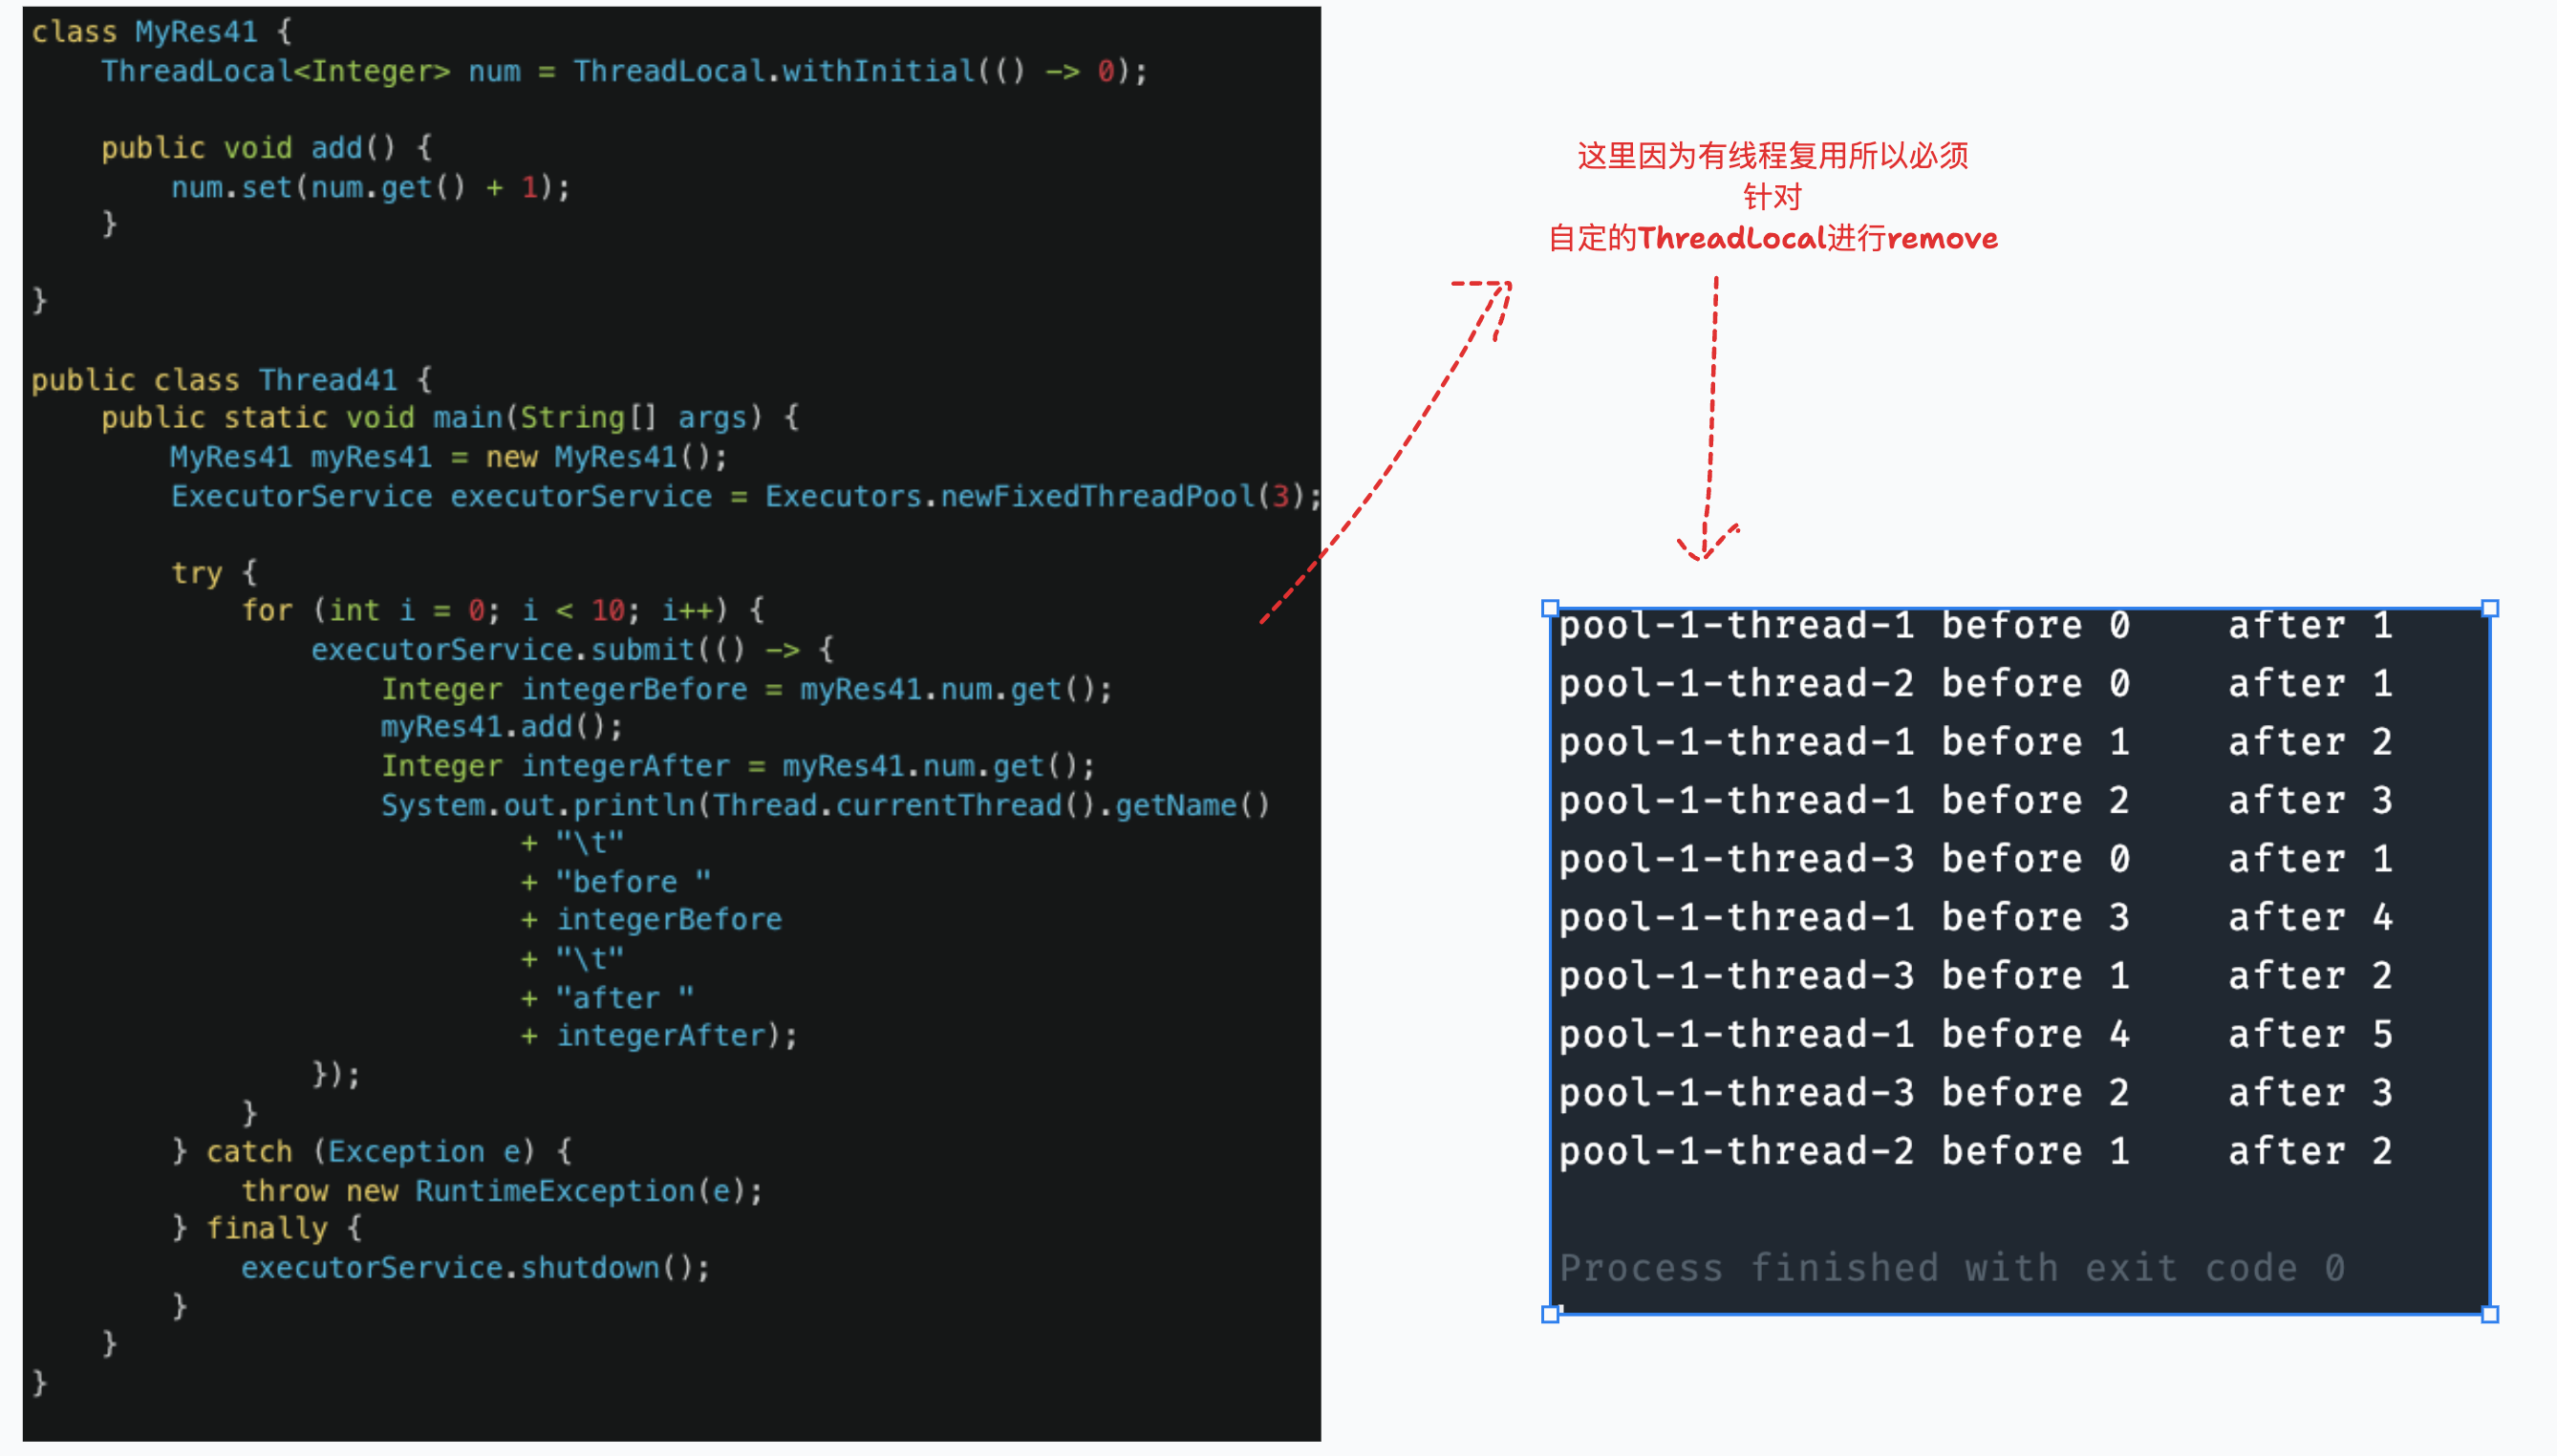 class MyRes41 {
    ThreadLocal<Integer> num = ThreadLocal.withInitial(() -> 0);
    public void add() {
        num.set(num.get() + 1);
    }
}
public class Thread41 {
    public static void main(String[] args) {
        MyRes41 myRes41 = new MyRes41();
        ExecutorService executorService = Executors.newFixedThreadPool(3);
        try {
            for (int i = 0; i < 10; i++) {
                executorService.submit(() -> {
                    Integer integerBefore = myRes41.num.get();
                    myRes41.add();
                    Integer integerAfter = myRes41.num.get();
                    System.out.println(Thread.currentThread().getName()
                            + "\t"
                            + "before "
                            + integerBefore
                            + "\t"
                            + "after "
                            + integerAfter);
                });
            }
        } catch (Exception e) {
            throw new RuntimeException(e);
        } finally {
            executorService.shutdown();
        }
    }
}
这里因为有线程复用所以必须
针对
自定的ThreadLocal进行remove
pool-1-thread-1 before 0    after 1
pool-1-thread-2 before 0    after 1
pool-1-thread-1 before 1    after 2
pool-1-thread-1 before 2    after 3
pool-1-thread-3 before 0    after 1
pool-1-thread-1 before 3    after 4
pool-1-thread-3 before 1    after 2
pool-1-thread-1 before 4    after 5
pool-1-thread-3 before 2    after 3
pool-1-thread-2 before 1    after 2
Process finished with exit code 0